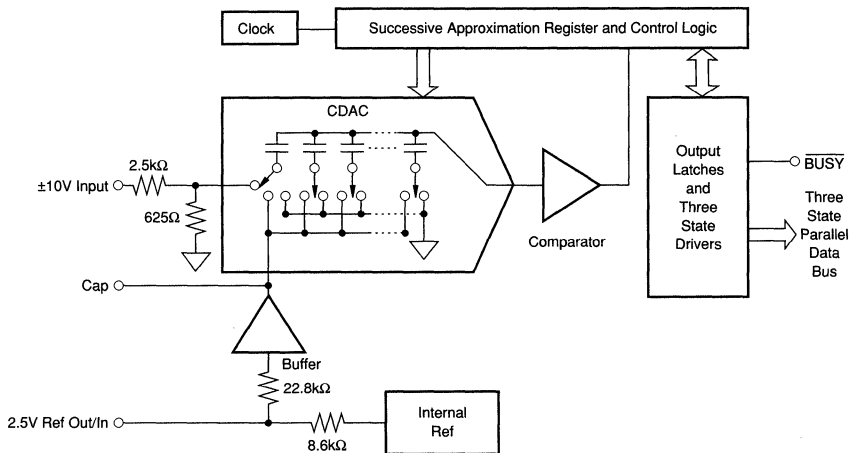 Clock
Successive Approximation Register and Control Logic
CDAC
2.5kΩ
±10V Input
625Ω
Comparator
Output
Latches
and
Three
State
Drivers
BUSY
Three
State
Parallel
Data
Bus
Cap
Buffer
22.8kΩ
2.5V Ref Out/In
8.6kΩ
Internal
Ref